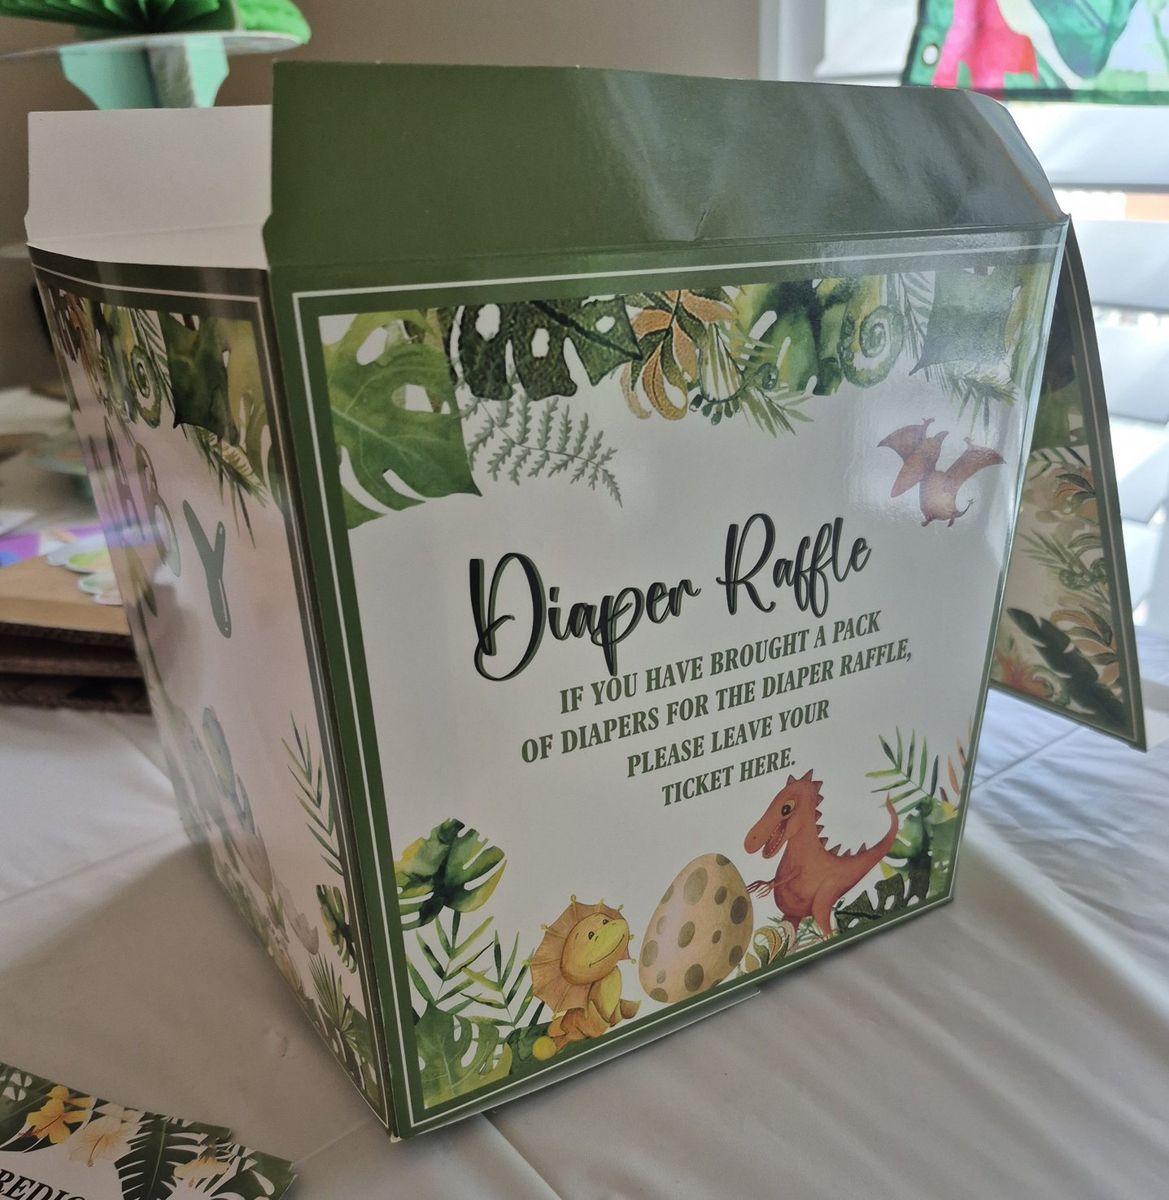 Diaper Raffle
IF YOU HAVE BROUGHT A PACK
OF DIAPERS FOR THE DIAPER RAFFLE,
PLEASE LEAVE YOUR
TICKET HERE.
Y